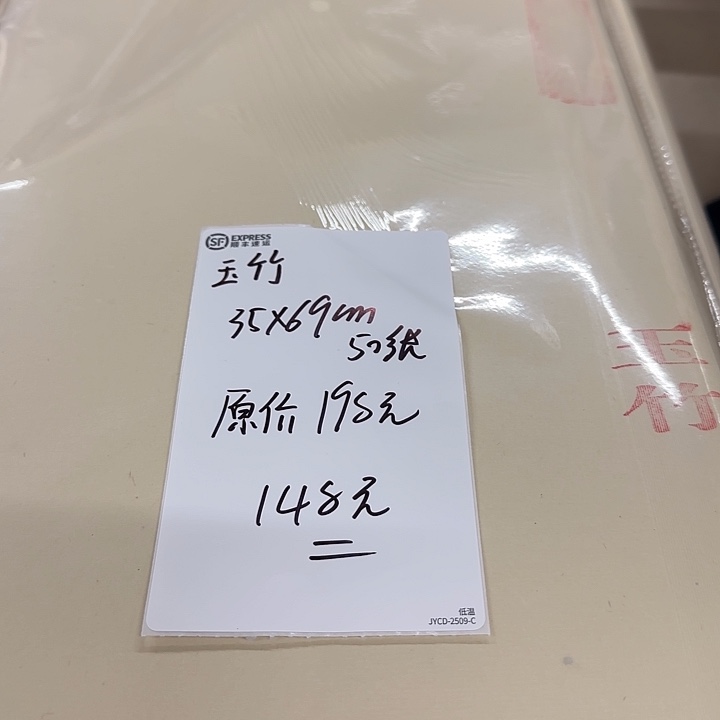 SF EXPRESS
顺丰速运
玉竹
35X69cm
50张
原价198元
148元
低温
JYCD-2509-C
玉
竹